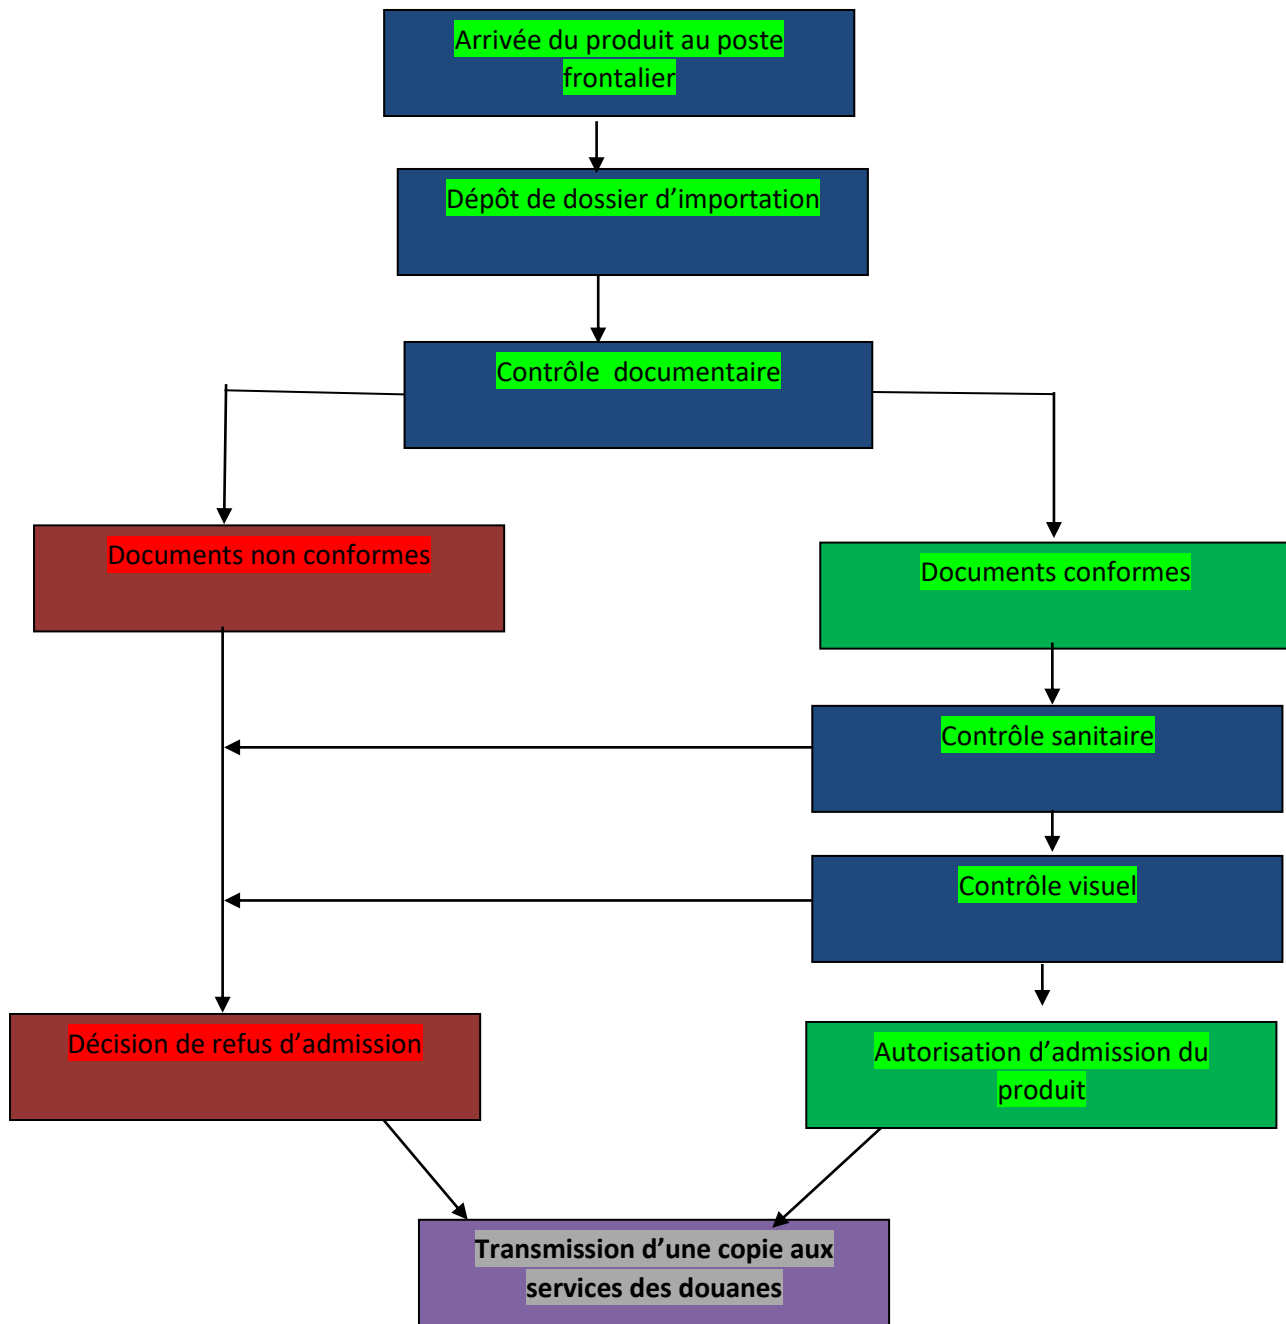 Arrivée du produit au poste
frontalier
Dépôt de dossier d’importation
Contrôle  documentaire
Documents non conformes
Documents conformes
Contrôle sanitaire
Contrôle visuel
Décision de refus d’admission
Autorisation d’admission du
produit
Transmission d’une copie aux
services des douanes